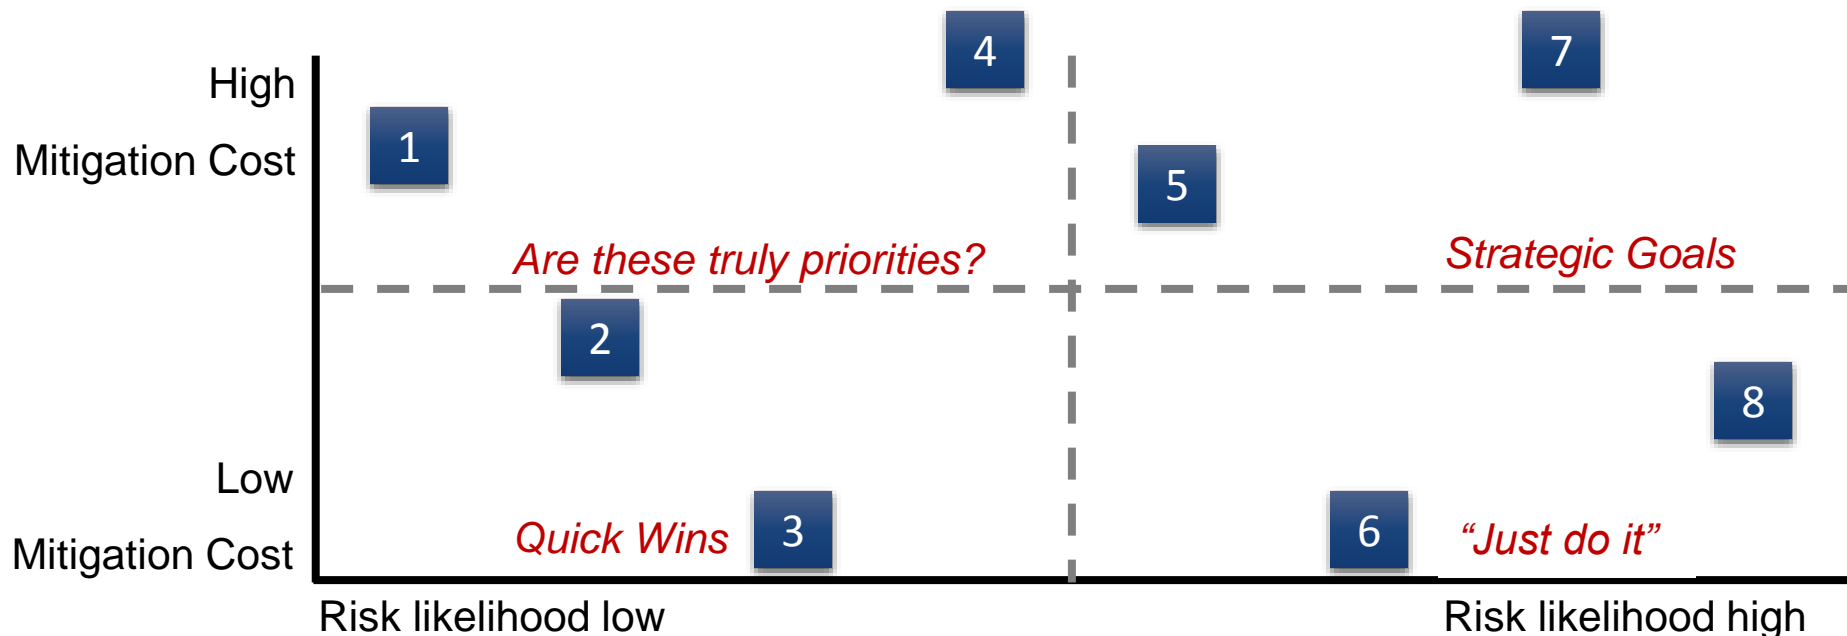 4
7
High
Mitigation Cost
1
5
Are these truly priorities?
Strategic Goals
2
8
Low
Mitigation Cost
Quick Wins
3
6
“Just do it”
Risk likelihood low
Risk likelihood high